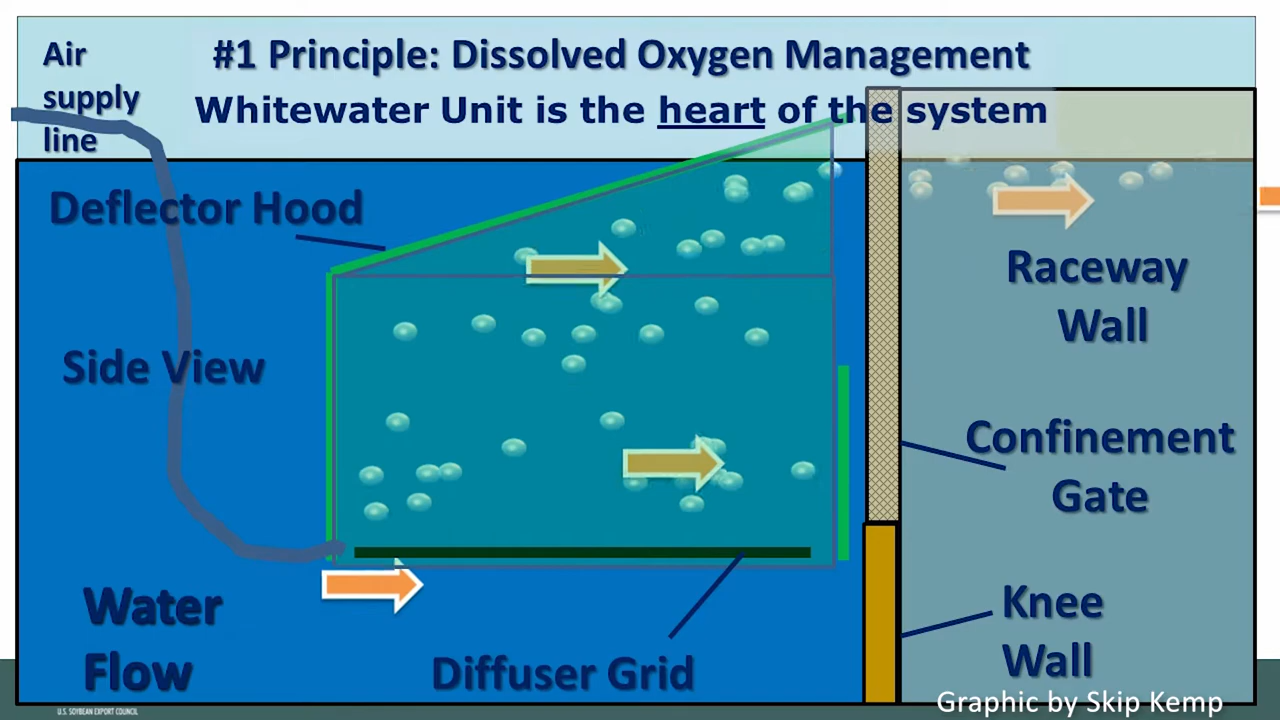 #1 Principle: Dissolved Oxygen Management
Whitewater Unit is the heart of the system
Air
supply
line
Deflector Hood
Side View
Water
Flow
Diffuser Grid
Raceway
Wall
Confinement
Gate
Knee
Wall
Graphic by Skip Kemp
U.S. SOYBEAN EXPORT COUNCIL